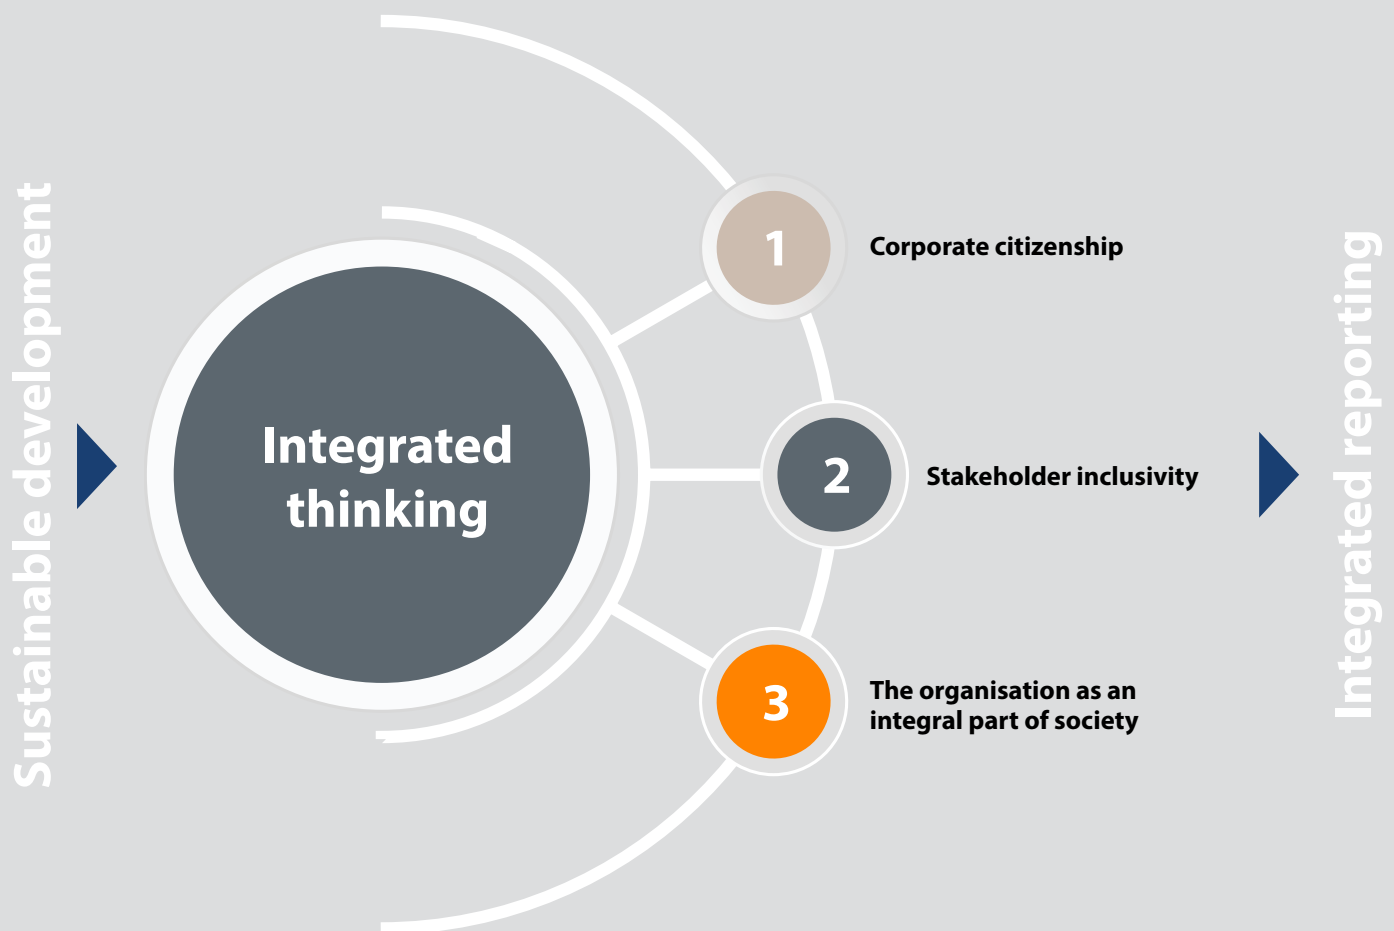 Sustainable development
Integrated
thinking
1
Corporate citizenship
2
Stakeholder inclusivity
3
The organisation as an
integral part of society
Integrated reporting